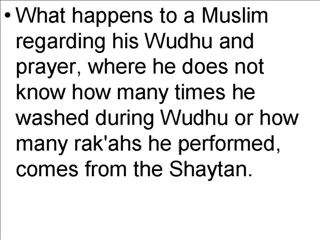 • What happens to a Muslim
regarding his Wudhu and
prayer, where he does not
know how many times he
washed during Wudhu or how
many rak'ahs he performed,
comes from the Shaytan.